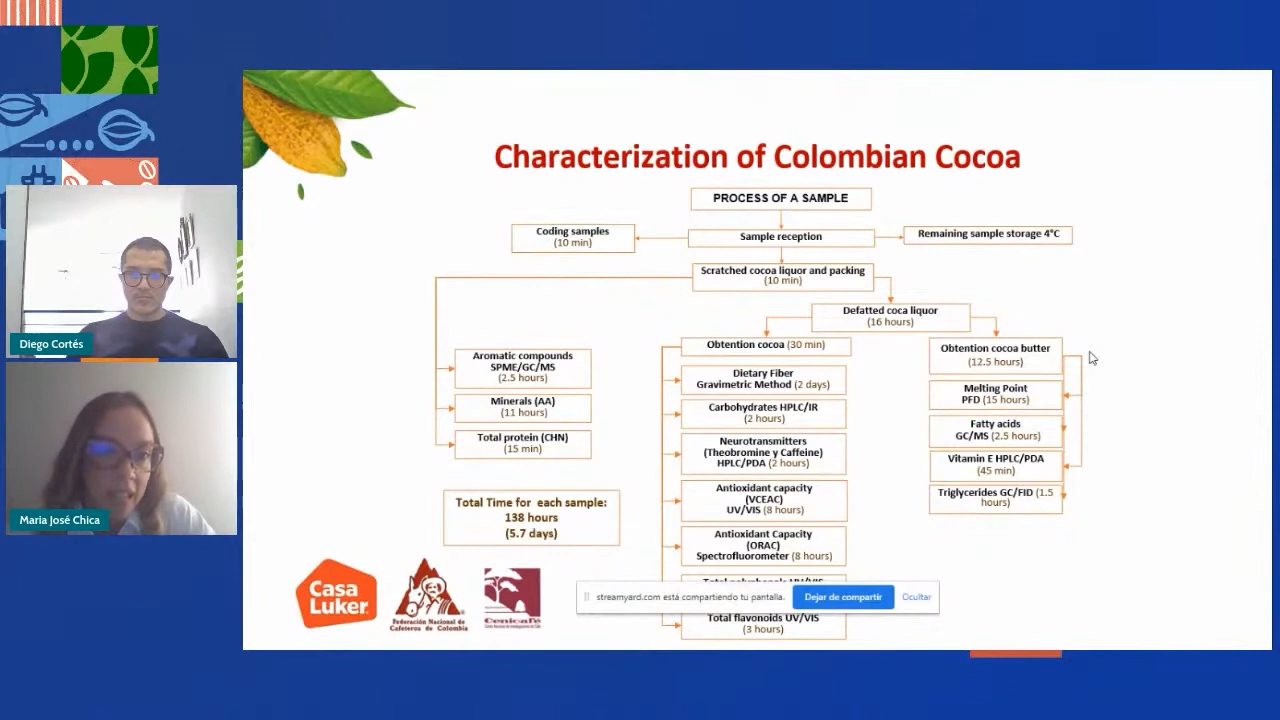 Characterization of Colombian Cocoa
PROCESS OF A SAMPLE
Coding samples
(10 min)
Sample reception
Remaining sample storage 4°C
Scratched cocoa liquor and packing
(10 min)
Defatted coca liquor
(16 hours)
Aromatic compounds
SPME/GC/MS
(2.5 hours)
Minerals (AA)
(11 hours)
Total protein (CHN)
(15 min)
Total Time for each sample:
138 hours
(5.7 days)
Obtention cocoa (30 min)
Dietary Fiber
Gravimetric Method (2 days)
Carbohydrates HPLC/IR
(2 hours)
Neurotransmitters
(Theobromine y Caffeine)
HPLC/PDA (2 hours)
Antioxidant capacity
(VCEAC)
UV/VIS (8 hours)
Antioxidant Capacity
(ORAC)
Spectrofluorometer (8 hours)
Total flavonoids UV/VIS
(3 hours)
Obtention cocoa butter
(12.5 hours)
Melting Point
PFD (15 hours)
Fatty acids
GC/MS (2.5 hours)
Vitamin E HPLC/PDA
(45 min)
Triglycerides GC/FID (1.5
hours)
Diego Cortés
Maria José Chica
Casa
Luker
Federación Nacional de
Cafeteros de Colombia
Cenicafé
streamyard.com está compartiendo tu pantalla.
Dejar de compartir
Ocultar